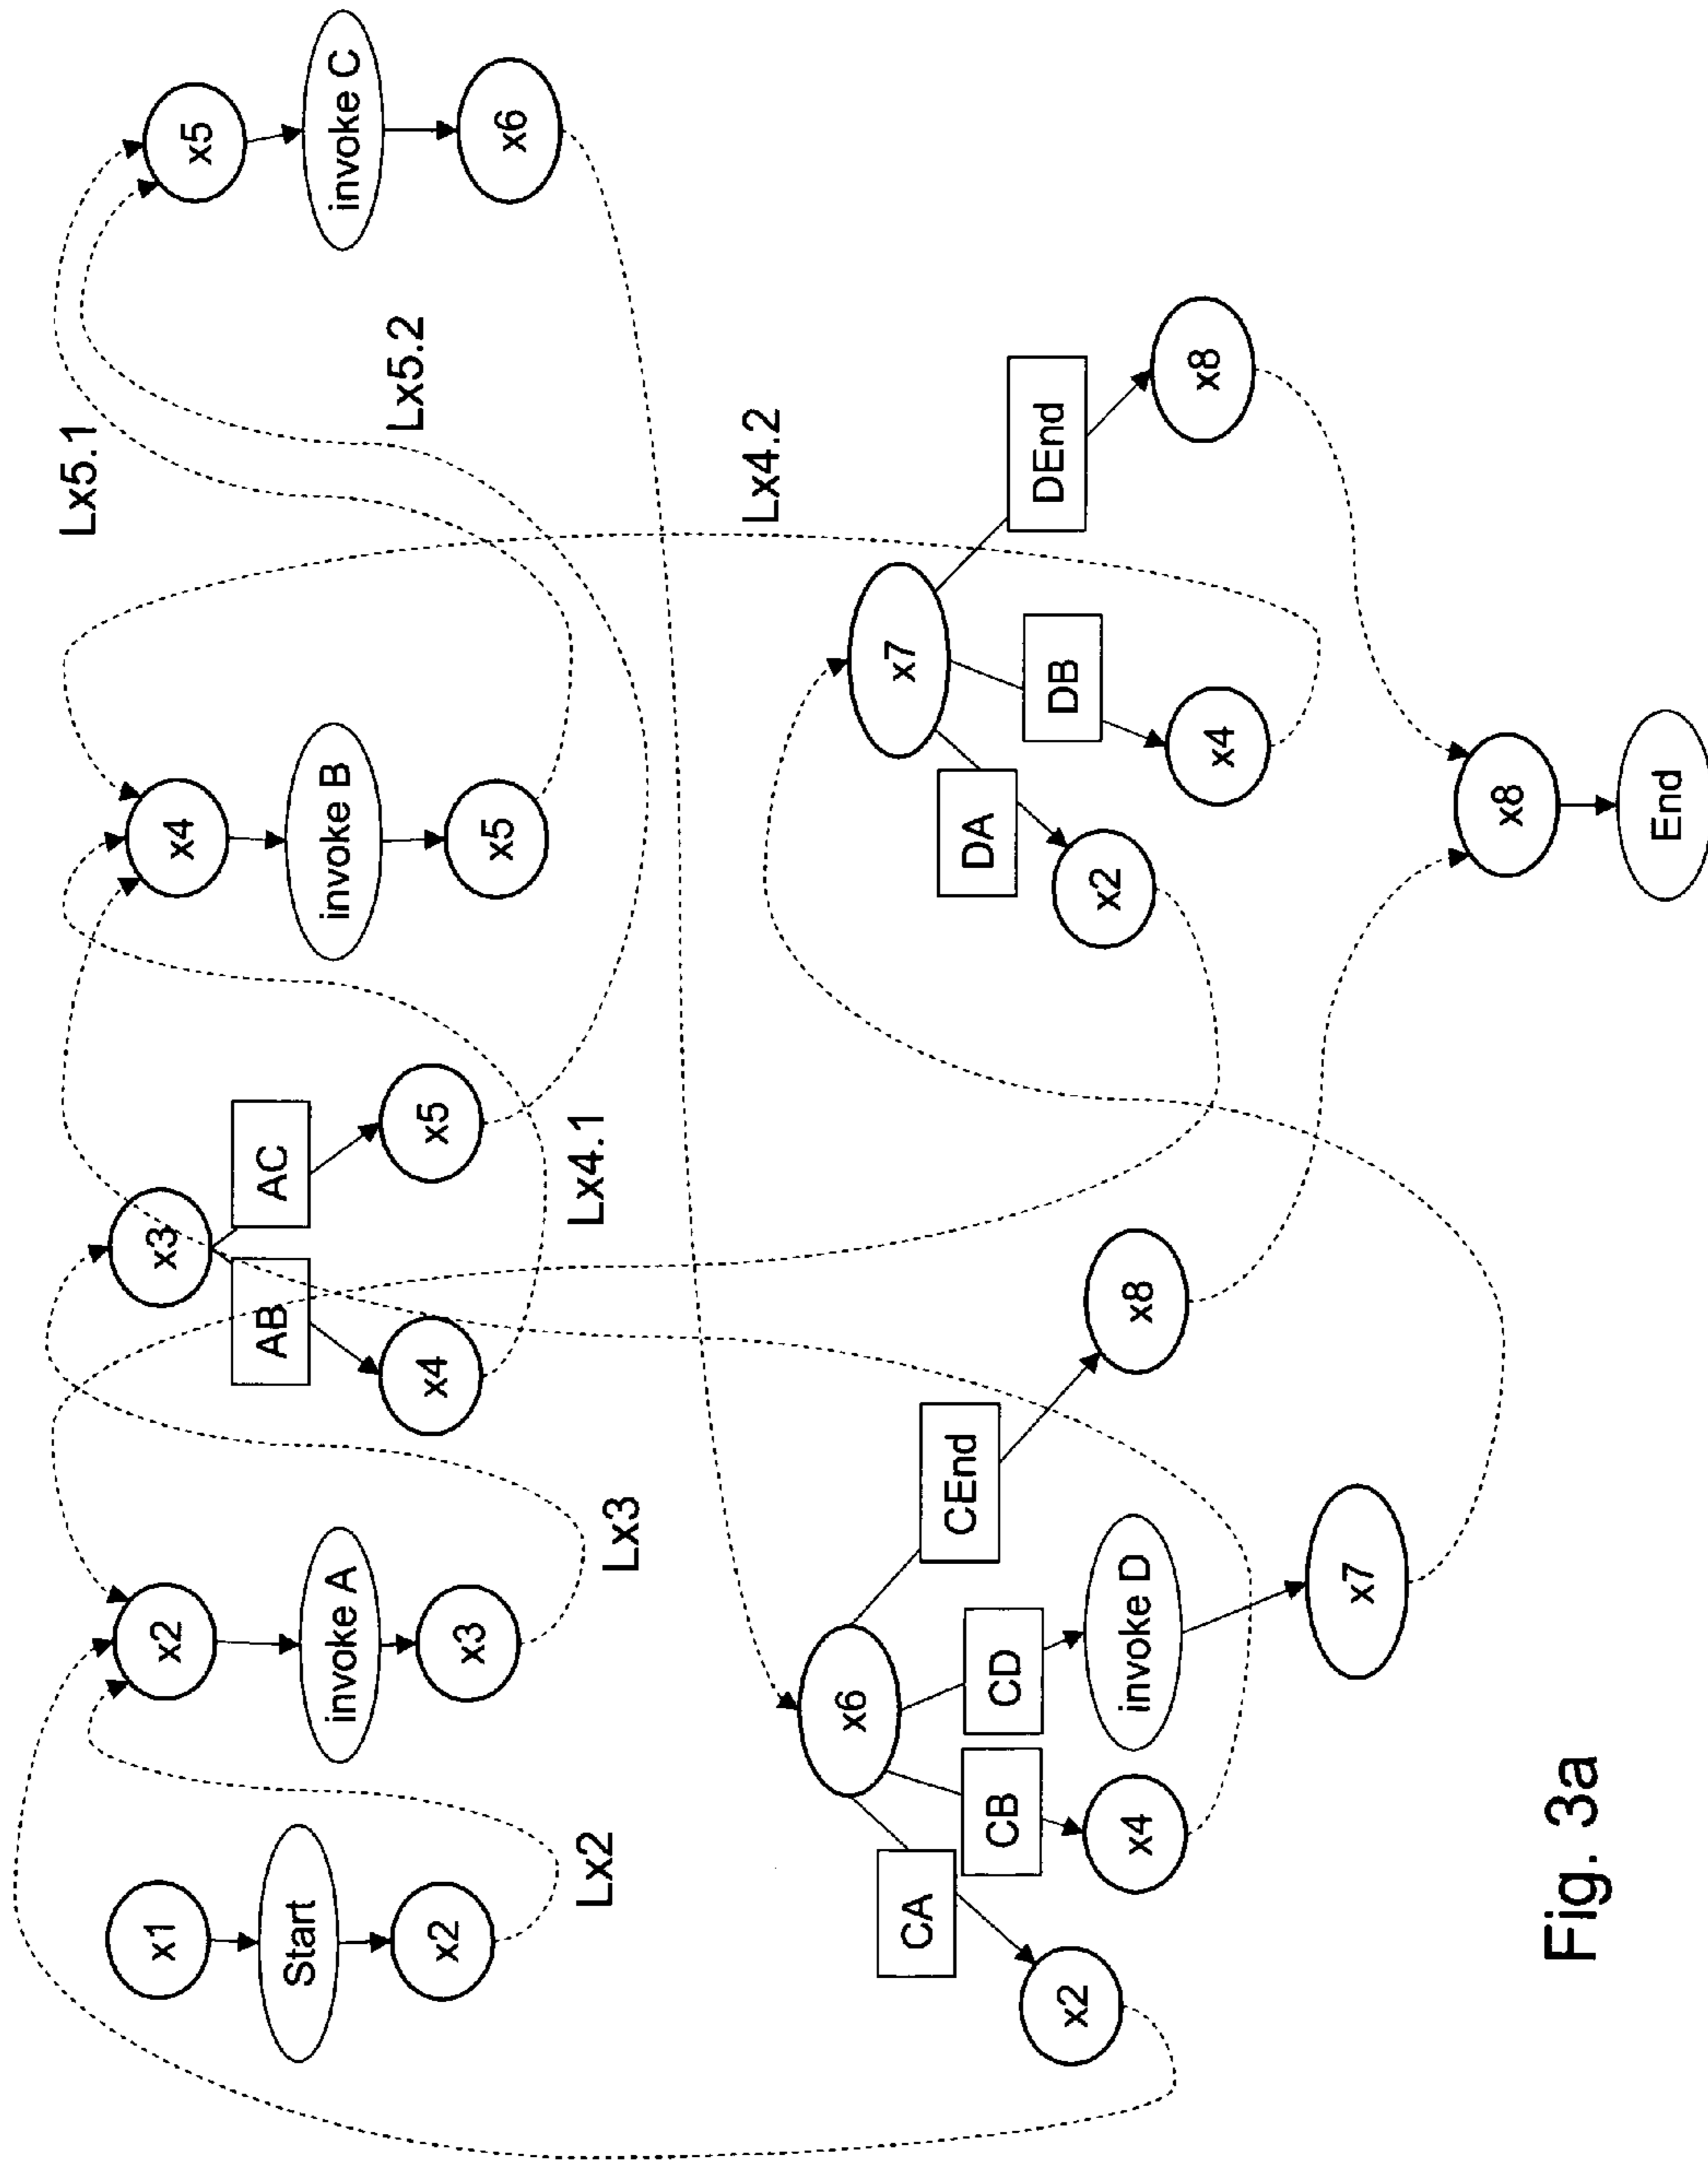 x1
Start
x2
Lx2
x2
invoke A
x3
Lx3
x3
AB
AC
x4
x5
Lx4.1
x4
invoke B
x5
Lx5.1
Lx5.2
x5
invoke C
x6
x6
CA
CB
CD
CEnd
x2
x4
invoke D
x8
x7
Lx4.2
x7
DA
DB
DEnd
x2
x4
x8
x8
End
Fig. 3a